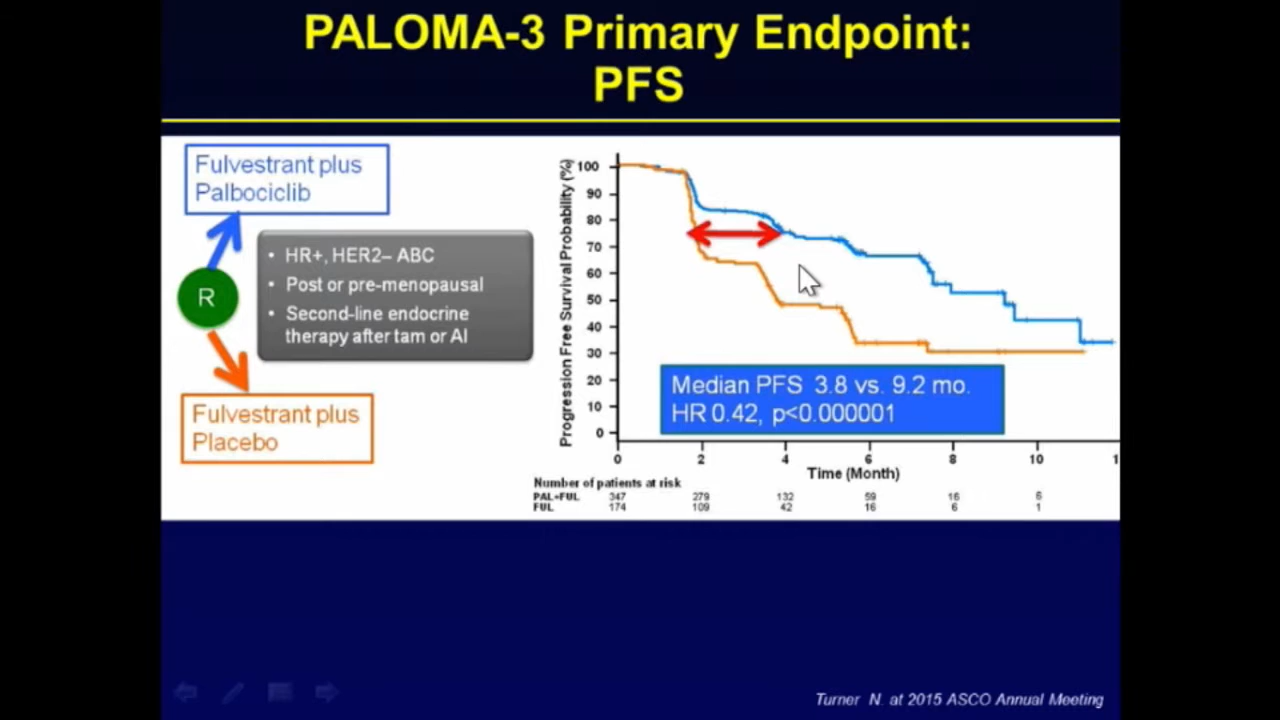 PALOMA-3 Primary Endpoint:
PFS
Fulvestrant plus
Palbociclib
R
• HR+, HER2– ABC
• Post or pre-menopausal
• Second-line endocrine
therapy after tam or AI
Fulvestrant plus
Placebo
Progression Free Survival Probability (%)
100
90
80
70
60
50
40
30
20
10
0
Median PFS 3.8 vs. 9.2 mo.
HR 0.42, p<0.000001
0 2 4 6 8 10 1
Time (Month)
Number of patients at risk
PAL+FUL 347 279 132 59 16 6
FUL 174 109 42 16 6 1
Turner N. at 2015 ASCO Annual Meeting